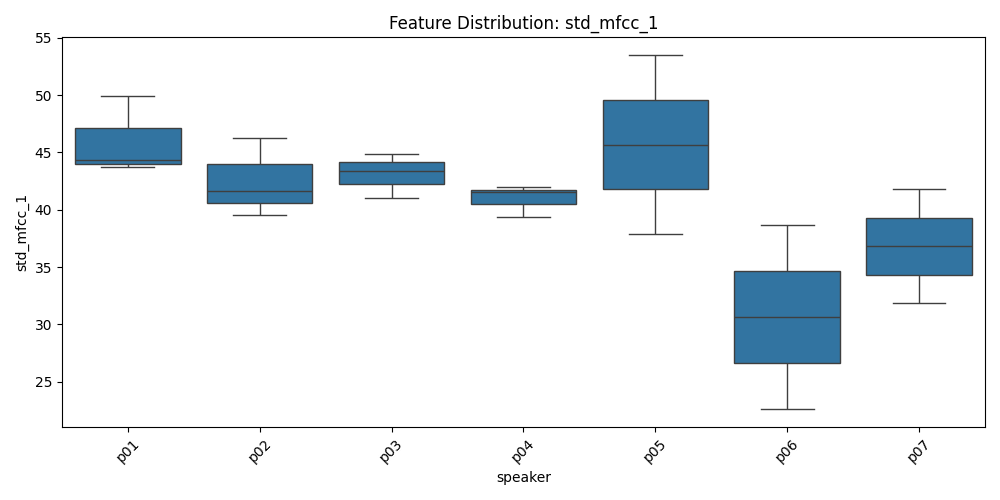 Feature Distribution: std_mfcc_1
std_mfcc_1
55
50
45
40
35
30
25
p01
p02
p03
p04
p05
p06
p07
speaker